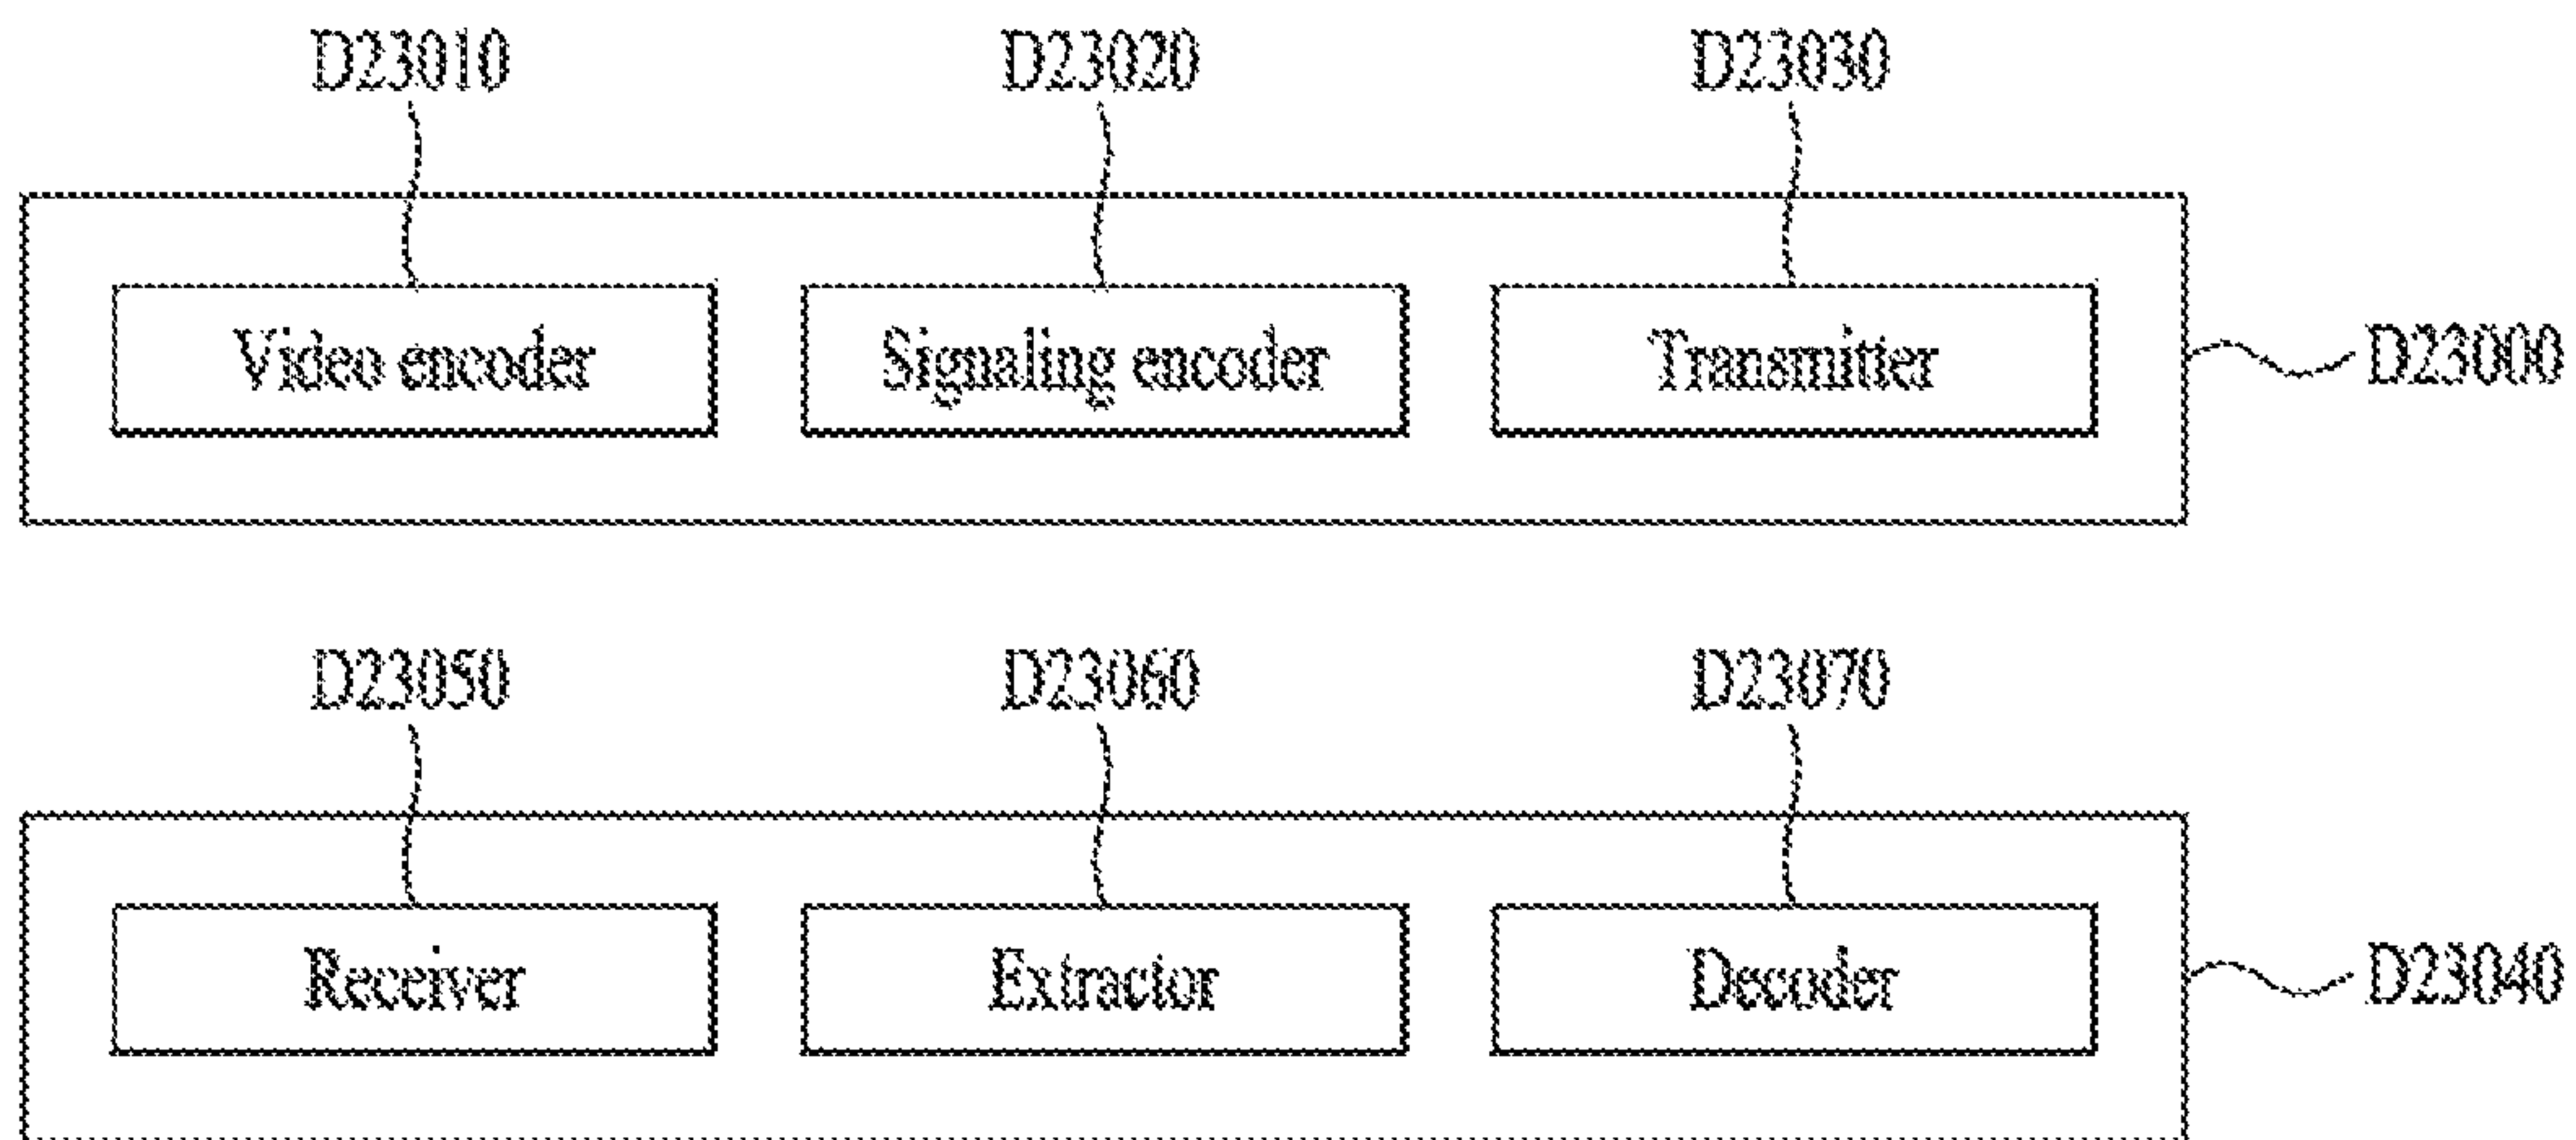 D23010 D23020 D23030
Video encoder Signaling encoder Transmitter D23000
D23050 D23060 D23070
Receiver Extractor Decoder D23040